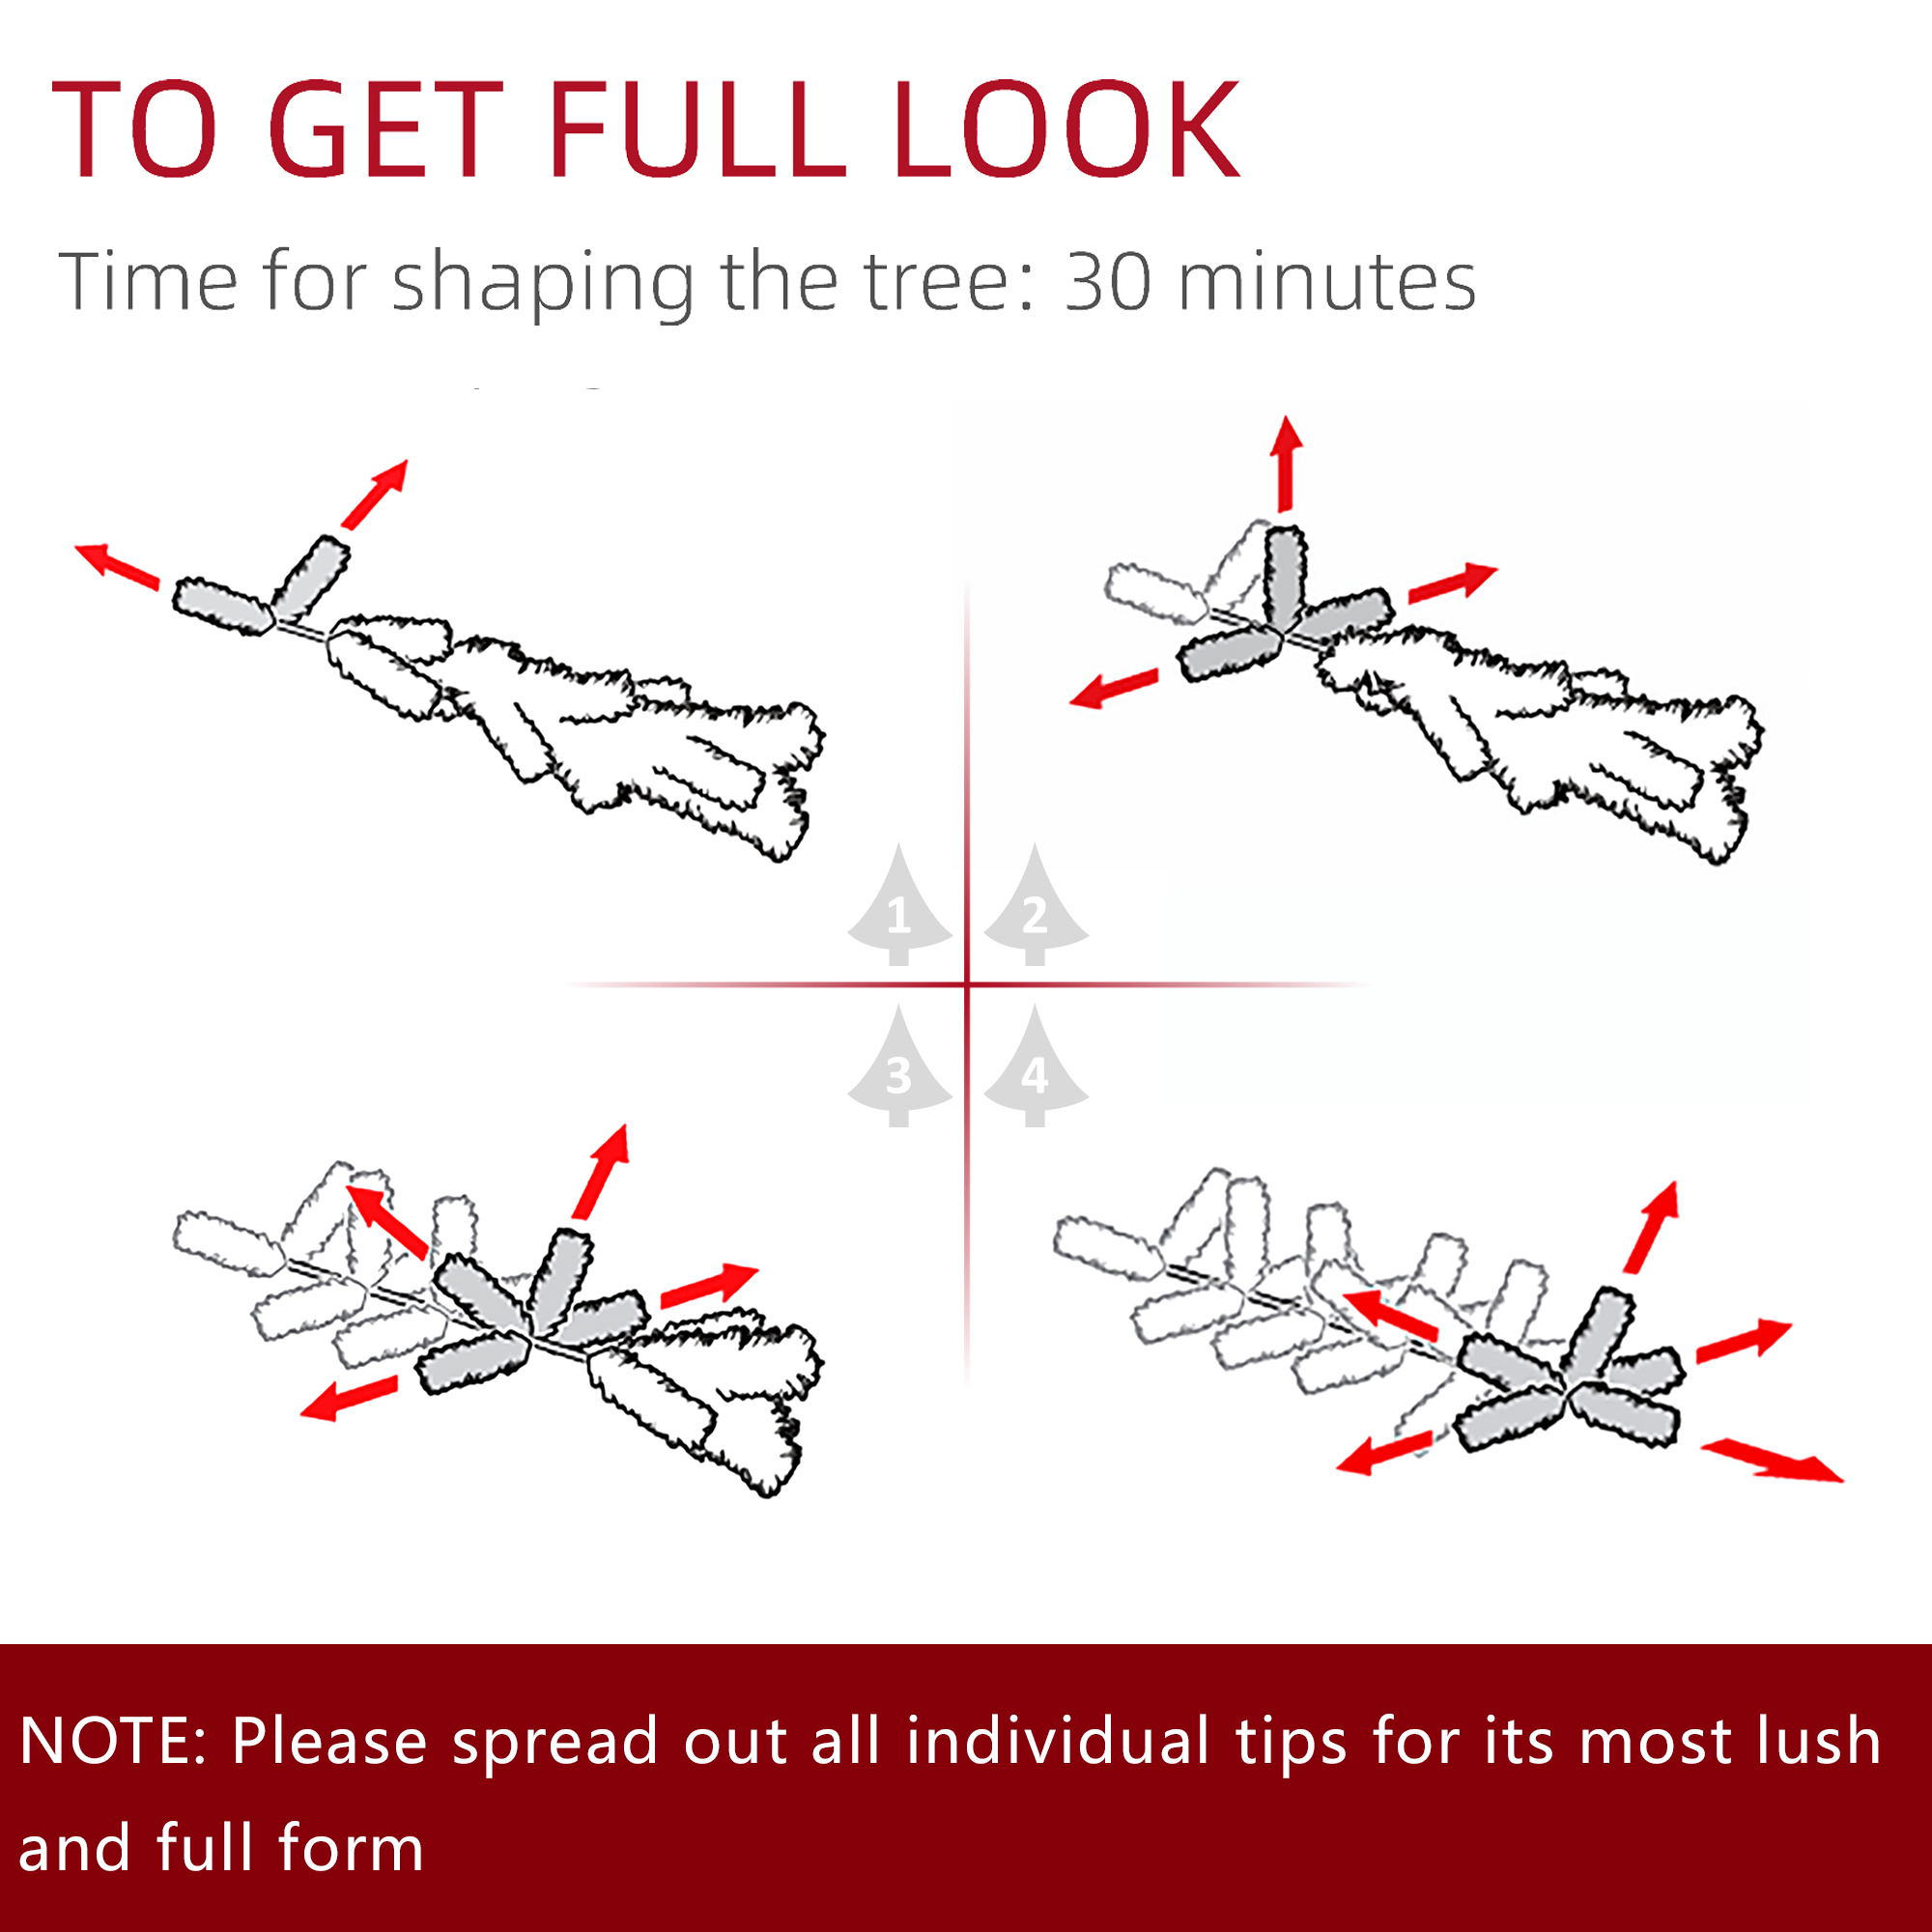 TO GET FULL LOOK
Time for shaping the tree: 30 minutes
1
2
3
4
NOTE: Please spread out all individual tips for its most lush
and full form